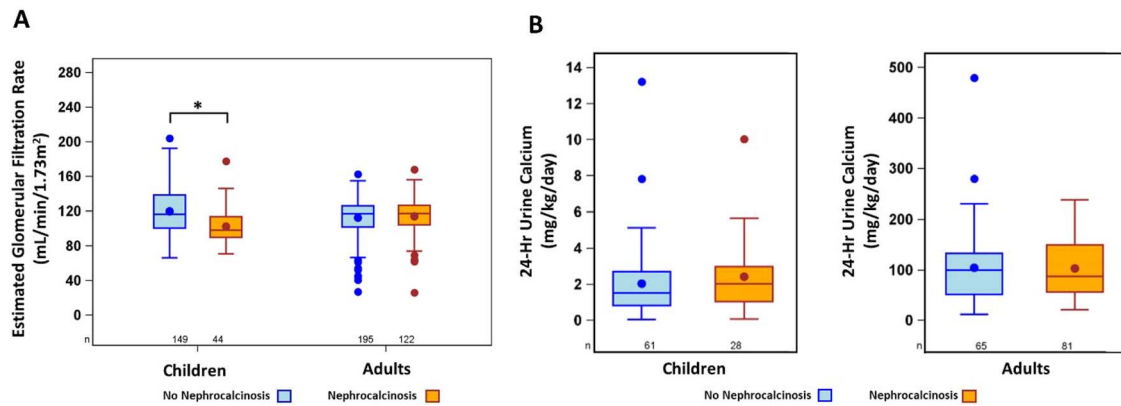 A
Estimated Glomerular Filtration Rate
(mL/min/1.73m²)
280
240
200
160
120
80
40
0
*
n
149
44
195
122
Children
Adults
No Nephrocalcinosis
Nephrocalcinosis
B
24-Hr Urine Calcium
(mg/kg/day)
14
12
10
8
6
4
2
0
n
61
28
Children
24-Hr Urine Calcium
(mg/kg/day)
500
400
300
200
100
0
n
65
81
Adults
No Nephrocalcinosis
Nephrocalcinosis